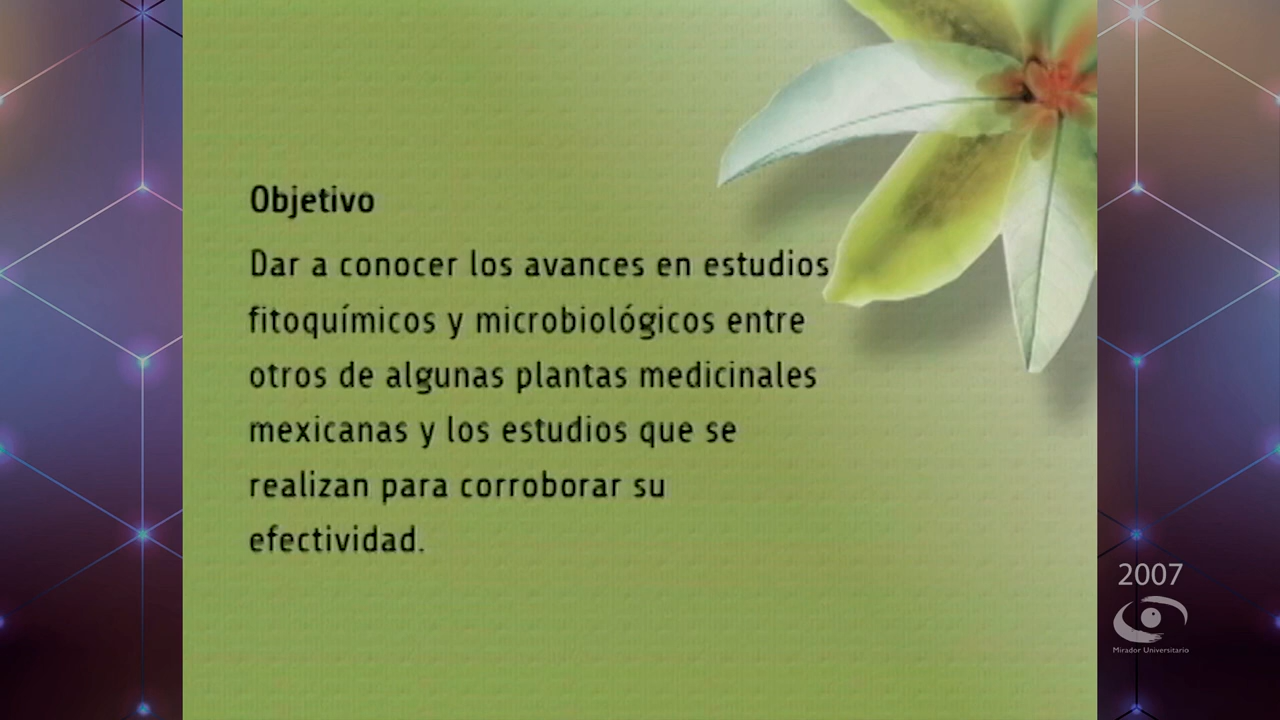 Objetivo
Dar a conocer los avances en estudios
fitoquímicos y microbiológicos entre
otros de algunas plantas medicinales
mexicanas y los estudios que se
realizan para corroborar su
efectividad.
2007
Mirador Universitario